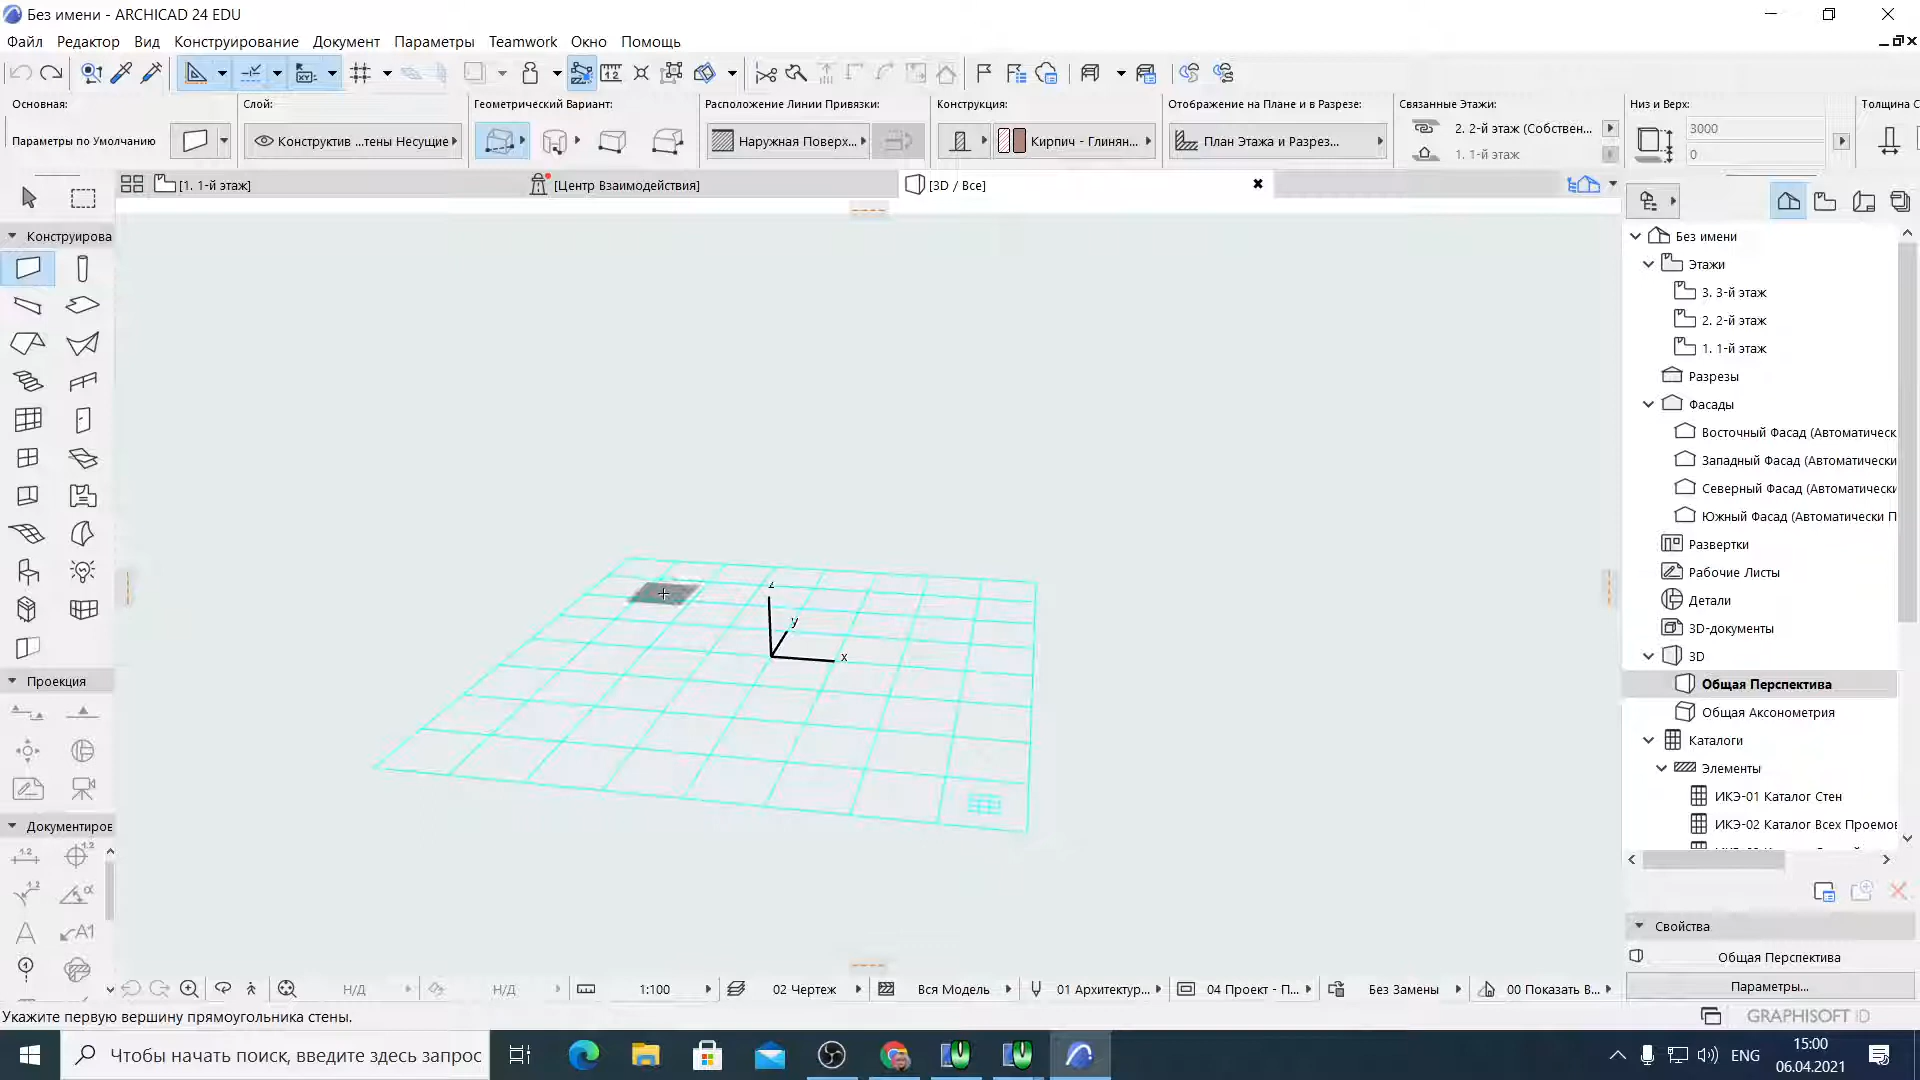 Без имени - ARCHICAD 24 EDU
Файл Редактор Вид Конструирование Документ Параметры Teamwork Окно Помощь
Основная: Слой: Геометрический Вариант: Расположение Линии Привязки: Конструкция: Отображение на Плане и в Разрезе: Связанные Этажи: Низ и Верх: Толщина С
Параметры по Умолчанию Конструктив ...тены Несущие Наружная Поверх... Кирпич - Глинян... План Этажа и Разрез... 2. 2-й этаж (Собствен... 3000
1. 1-й этаж 0
[1. 1-й этаж] [Центр Взаимодействия] [3D / Все]
Конструирова
Без имени
Этажи
3. 3-й этаж
2. 2-й этаж
1. 1-й этаж
Разрезы
Фасады
Восточный Фасад (Автоматическ
Западный Фасад (Автоматически
Северный Фасад (Автоматически
Южный Фасад (Автоматически П
Развертки
Рабочие Листы
Детали
3D-документы
3D
Общая Перспектива
Общая Аксонометрия
Каталоги
Элементы
ИКЭ-01 Каталог Стен
ИКЭ-02 Каталог Всех Проемов
z
y
x
Проекция
Документиров
Свойства
Общая Перспектива
Параметры...
Н/Д Н/Д 1:100 02 Чертеж Вся Модель 01 Архитектур... 04 Проект - П... Без Замены 00 Показать В...
Укажите первую вершину прямоугольника стены.
GRAPHISOFT ID
Чтобы начать поиск, введите здесь запрос
ENG
15:00
06.04.2021